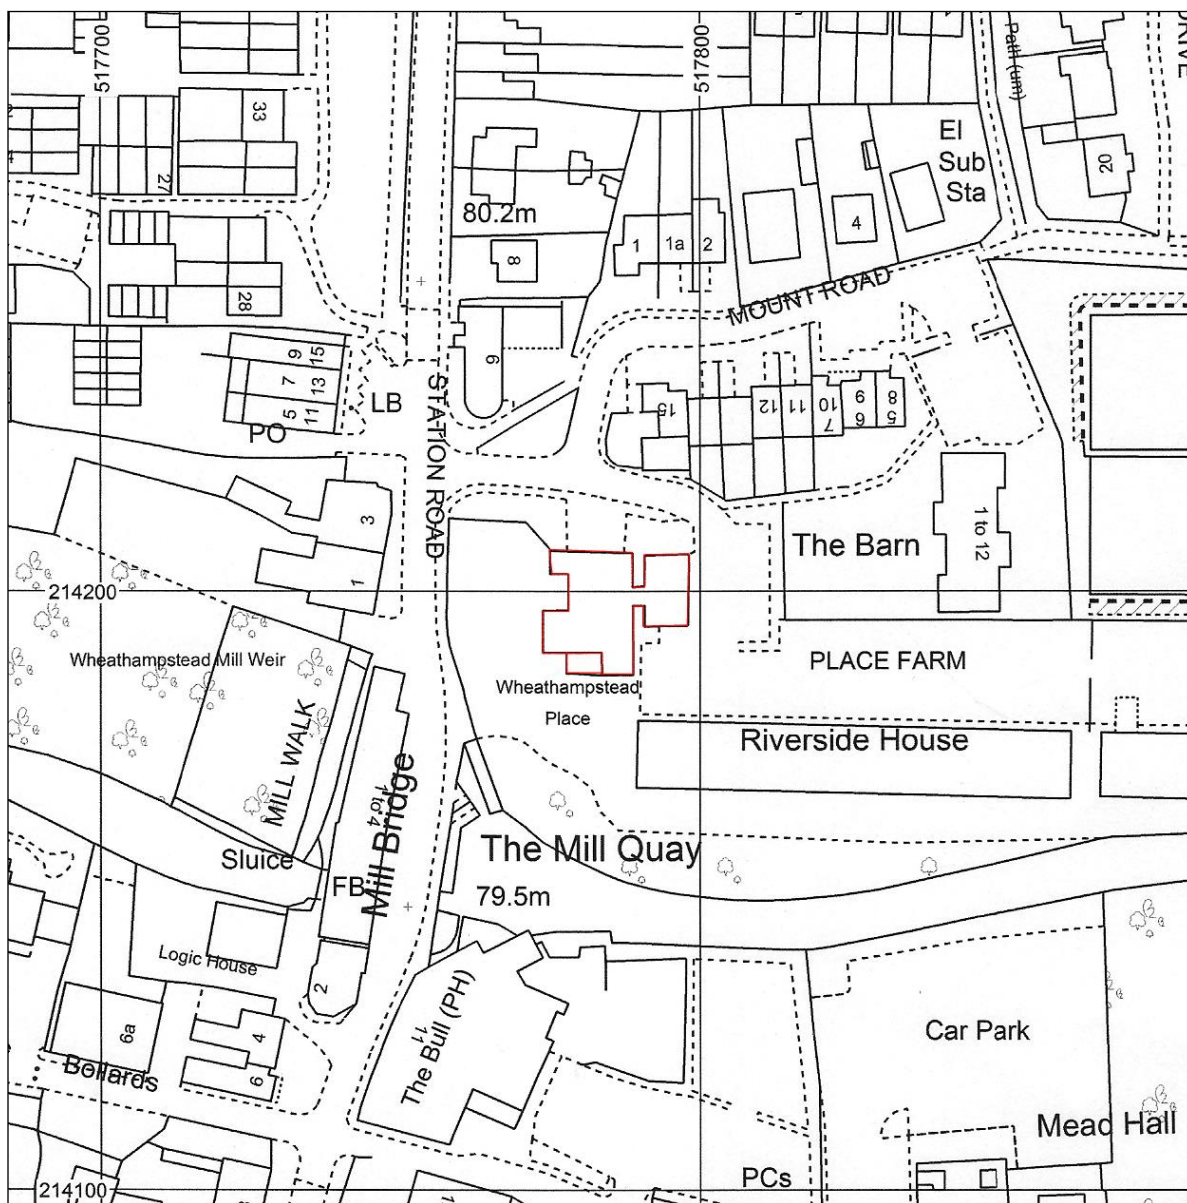 517700
517800
Path (um)
DRIVE
33
27
El
Sub
Sta
20
80.2m
1
1a
2
4
8
28
MOUNT ROAD
9
15
7
13
5
11
9
LB
PO
STATION ROAD
15
12
11
10
7
9
6
8
5
3
The Barn
1 to 12
1
214200
Wheathampstead Mill Weir
PLACE FARM
Wheathampstead
Place
Riverside House
MILL WALK
Mill Bridge
1 to 4
The Mill Quay
Sluice
FB
79.5m
Logic House
2
The Bull (PH)
11
6a
4
6
Car Park
Bollards
Mead Hall
PCs
214100